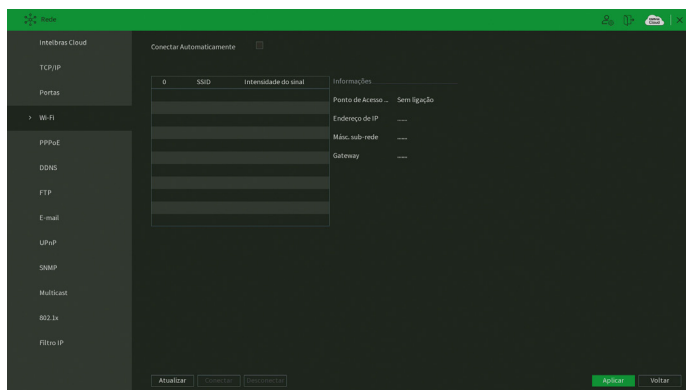 Rede
Intelbras Cloud
TCP/IP
Portas
> Wi-Fi
PPPoE
DDNS
FTP
E-mail
UPnP
SNMP
Multicast
802.1x
Filtro IP
Conectar Automaticamente
0 SSID Intensidade do sinal
Informações
Ponto de Acesso ... Sem ligação
Endereço de IP
Másc. sub-rede
Gateway
Atualizar Conectar Desconectar
Aplicar Voltar